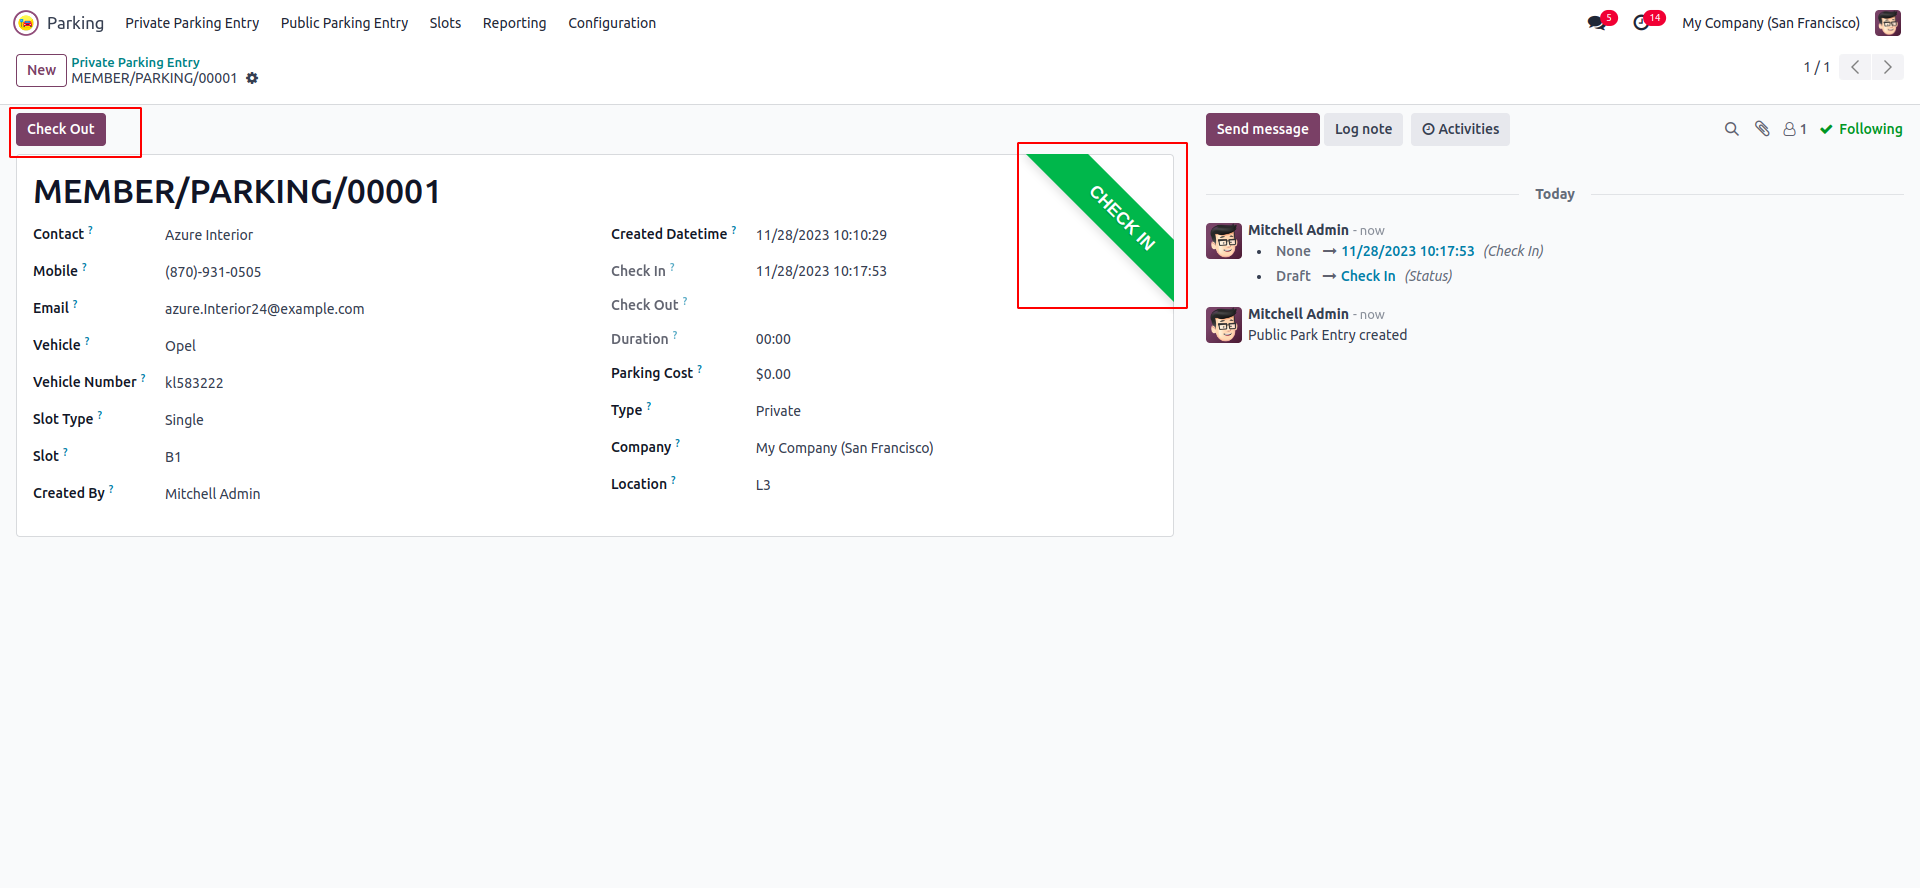 Parking Private Parking Entry Public Parking Entry Slots Reporting Configuration 5 14 My Company (San Francisco)
New Private Parking Entry
MEMBER/PARKING/00001
1 / 1
Check Out
Send message Log note Activities 1 Following
CHECK IN
MEMBER/PARKING/00001
Contact ? Azure Interior
Mobile ? (870)-931-0505
Email ? azure.Interior24@example.com
Vehicle ? Opel
Vehicle Number ? kl583222
Slot Type ? Single
Slot ? B1
Created By ? Mitchell Admin
Created Datetime ? 11/28/2023 10:10:29
Check In ? 11/28/2023 10:17:53
Check Out ?
Duration ? 00:00
Parking Cost ? $0.00
Type ? Private
Company ? My Company (San Francisco)
Location ? L3
Today
Mitchell Admin - now
• None → 11/28/2023 10:17:53 (Check In)
• Draft → Check In (Status)
Mitchell Admin - now
Public Park Entry created